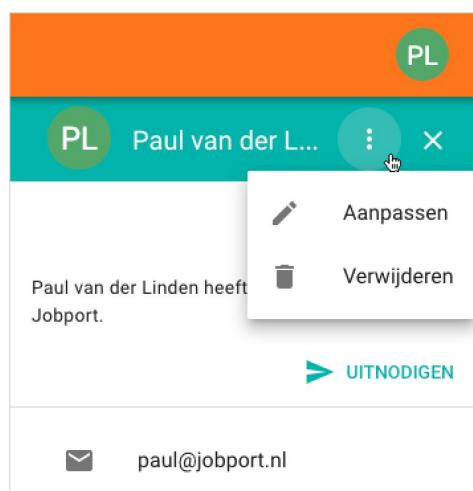 PL
PL Paul van der L...
Aanpassen
Verwijderen
Paul van der Linden heeft
Jobport.
UITNODIGEN
paul@jobport.nl